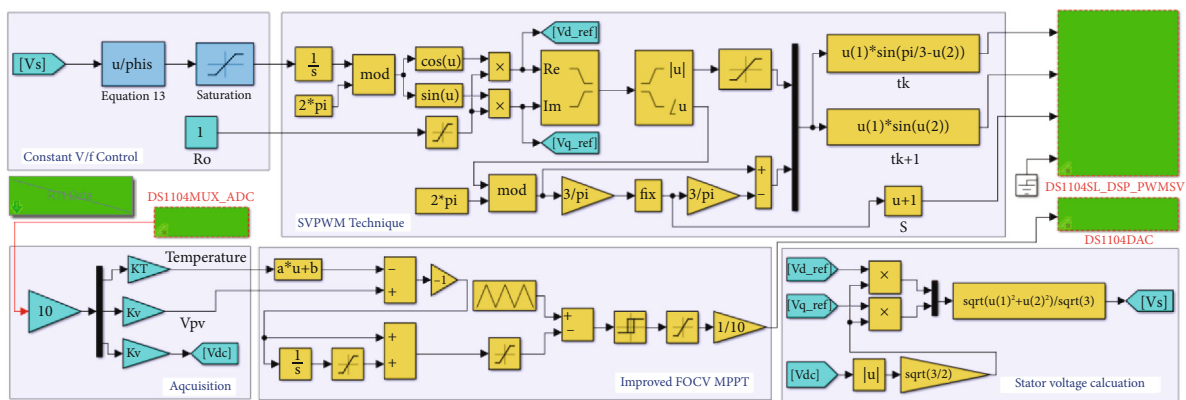 [Vs]
u/phis
Equation 13
Saturation
1
Ro
Constant V/f Control
1
s
2*pi
mod
cos(u)
sin(u)
×
×
[Vd_ref]
[Vq_ref]
Re
Im
|u|
∠u
u(1)*sin(pi/3-u(2))
tk
u(1)*sin(u(2))
tk+1
2*pi
mod
3/pi
fix
3/pi
+
−
u+1
S
SVPWM Technique
DS1104SL_DSP_PWMSV
DS1104DAC
DS1104MUX_ADC
10
KT
Temperature
Kv
Vpv
Kv
[Vdc]
Aqcuisition
a*u+b
−
+
-1
1
s
+
+
+
−
1/10
Improved FOCV MPPT
[Vd_ref]
[Vq_ref]
×
×
sqrt(u(1)²+u(2)²)/sqrt(3)
[Vs]
[Vdc]
|u|
sqrt(3/2)
Stator voltage calcuation